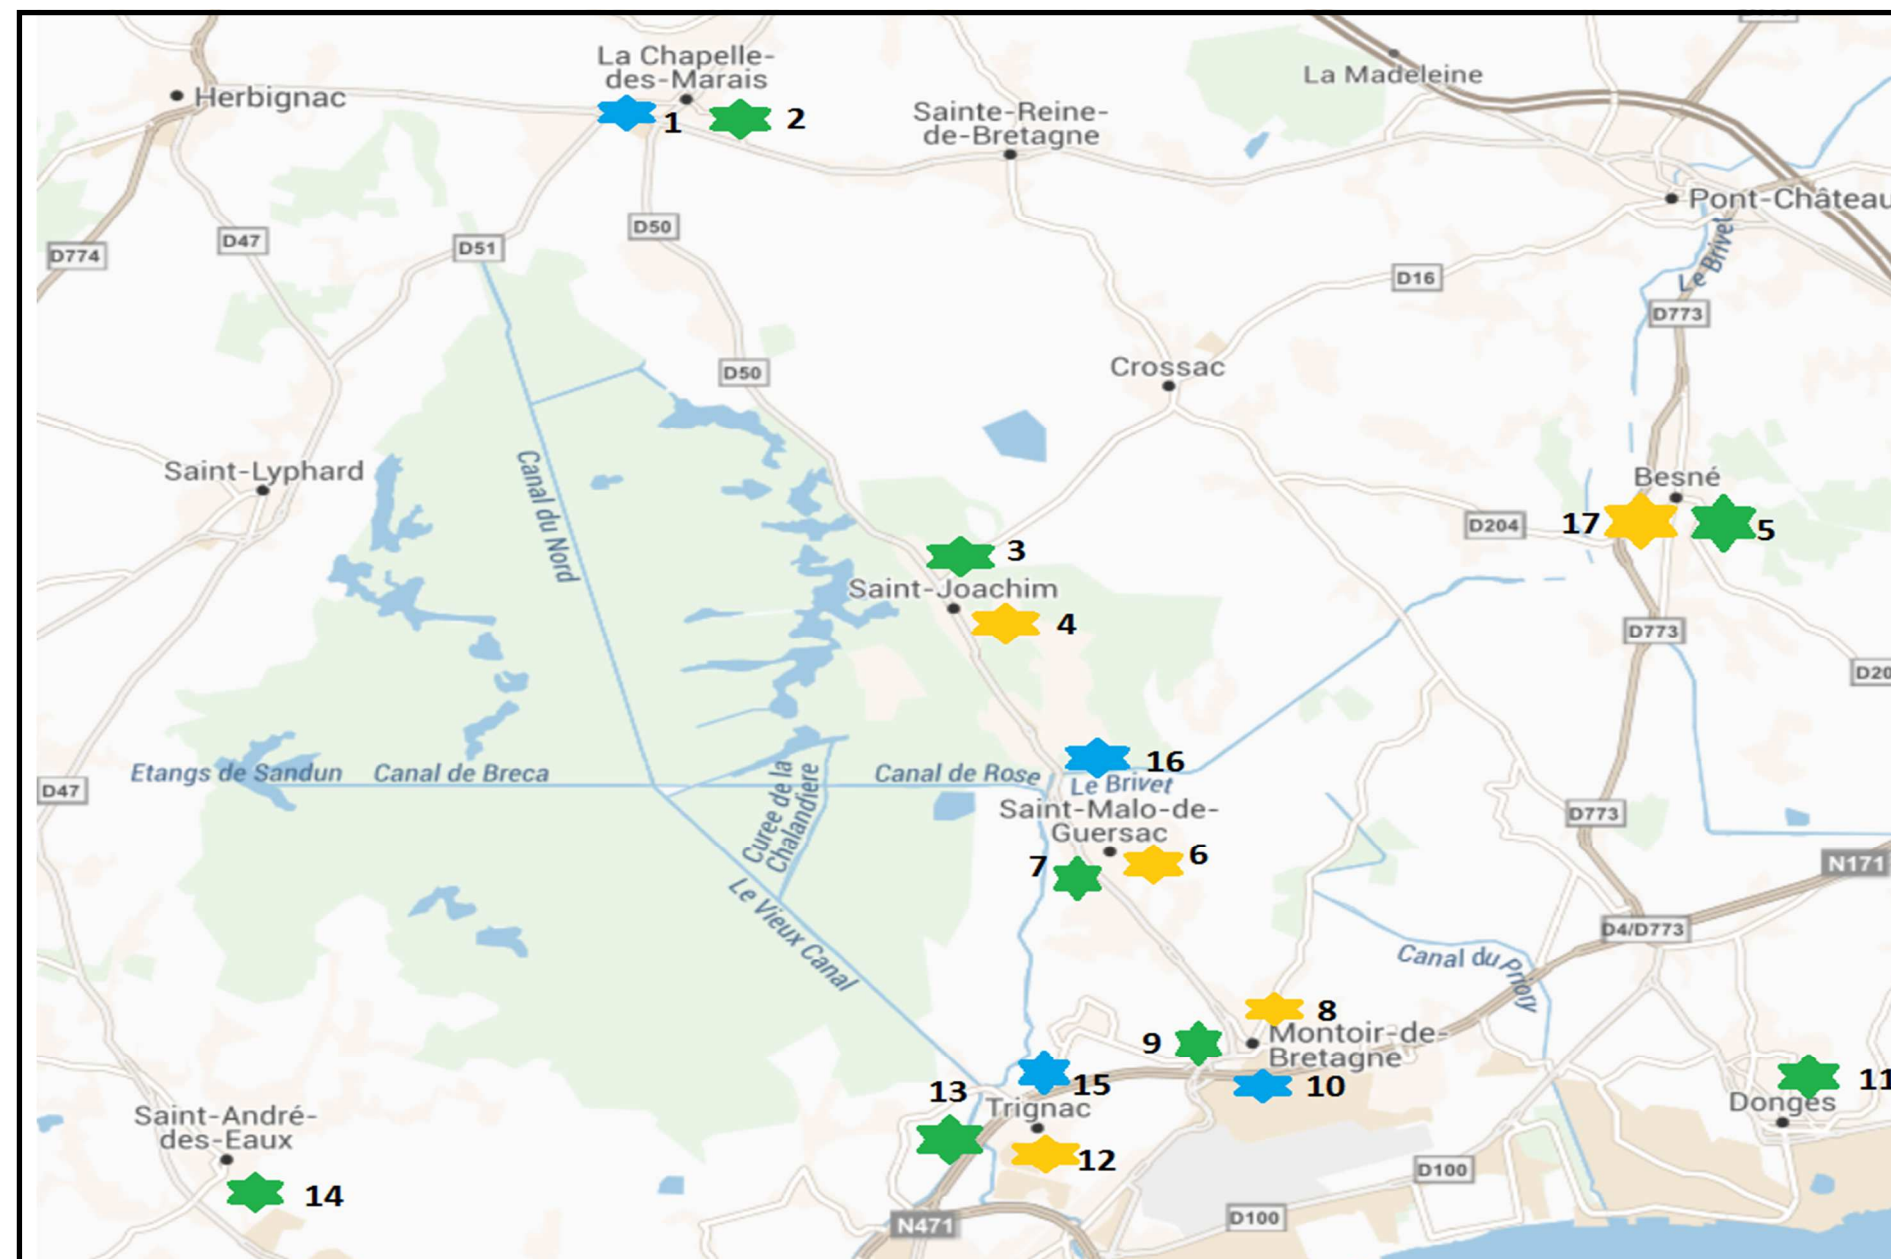 La Chapelle-
des-Marais
Herbignac
1
2
Sainte-Reine-
de-Bretagne
La Madeleine
Pont-Château
D774
D47
D51
D50
D16
Le Brivet
D773
D50
Crossac
Saint-Lyphard
Canal du Nord
Besné
D204
17
5
3
Saint-Joachim
4
D773
D20
Etangs de Sandun
Canal de Breca
Canal de Rose
16
Le Brivet
D47
Curee de la
Chalandiere
Saint-Malo-de-
Guersac
7
6
D773
N171
Le Vieux Canal
D4/D773
Canal du Priory
8
9
Montoir-de-
Bretagne
10
15
13
Trignac
12
11
Donges
Saint-André-
des-Eaux
14
D100
D100
N471